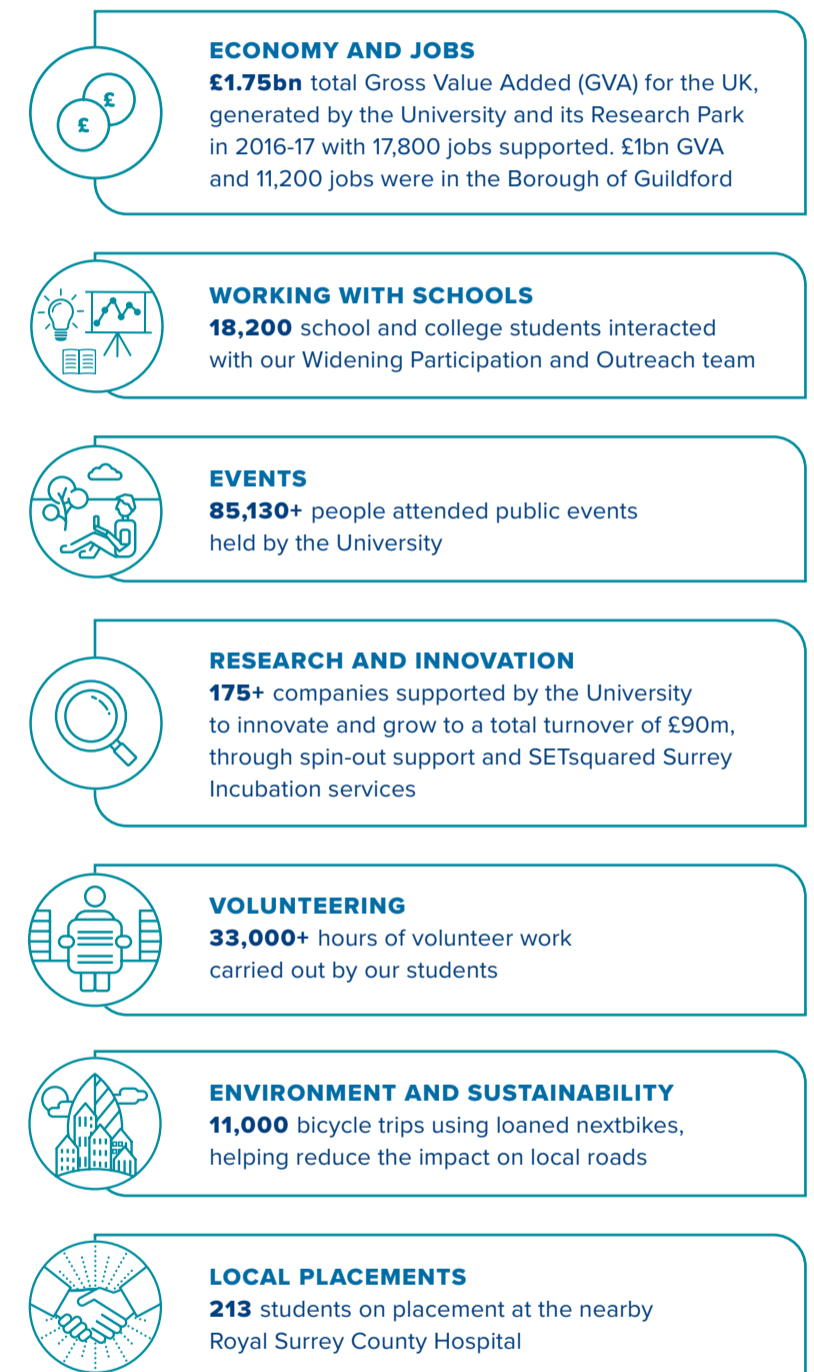 £
£
ECONOMY AND JOBS
£1.75bn total Gross Value Added (GVA) for the UK,
generated by the University and its Research Park
in 2016-17 with 17,800 jobs supported. £1bn GVA
and 11,200 jobs were in the Borough of Guildford
WORKING WITH SCHOOLS
18,200 school and college students interacted
with our Widening Participation and Outreach team
EVENTS
85,130+ people attended public events
held by the University
RESEARCH AND INNOVATION
175+ companies supported by the University
to innovate and grow to a total turnover of £90m,
through spin-out support and SETsquared Surrey
Incubation services
VOLUNTEERING
33,000+ hours of volunteer work
carried out by our students
ENVIRONMENT AND SUSTAINABILITY
11,000 bicycle trips using loaned nextbikes,
helping reduce the impact on local roads
LOCAL PLACEMENTS
213 students on placement at the nearby
Royal Surrey County Hospital